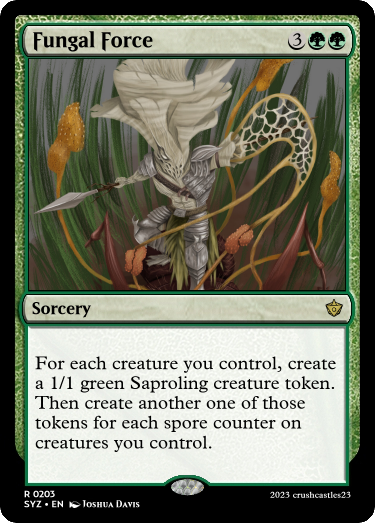 Fungal Force 3
Sorcery
For each creature you control, create
a 1/1 green Saproling creature token.
Then create another one of those
tokens for each spore counter on
creatures you control.
R 0203
SYZ • EN Joshua Davis
2023 crushcastles23